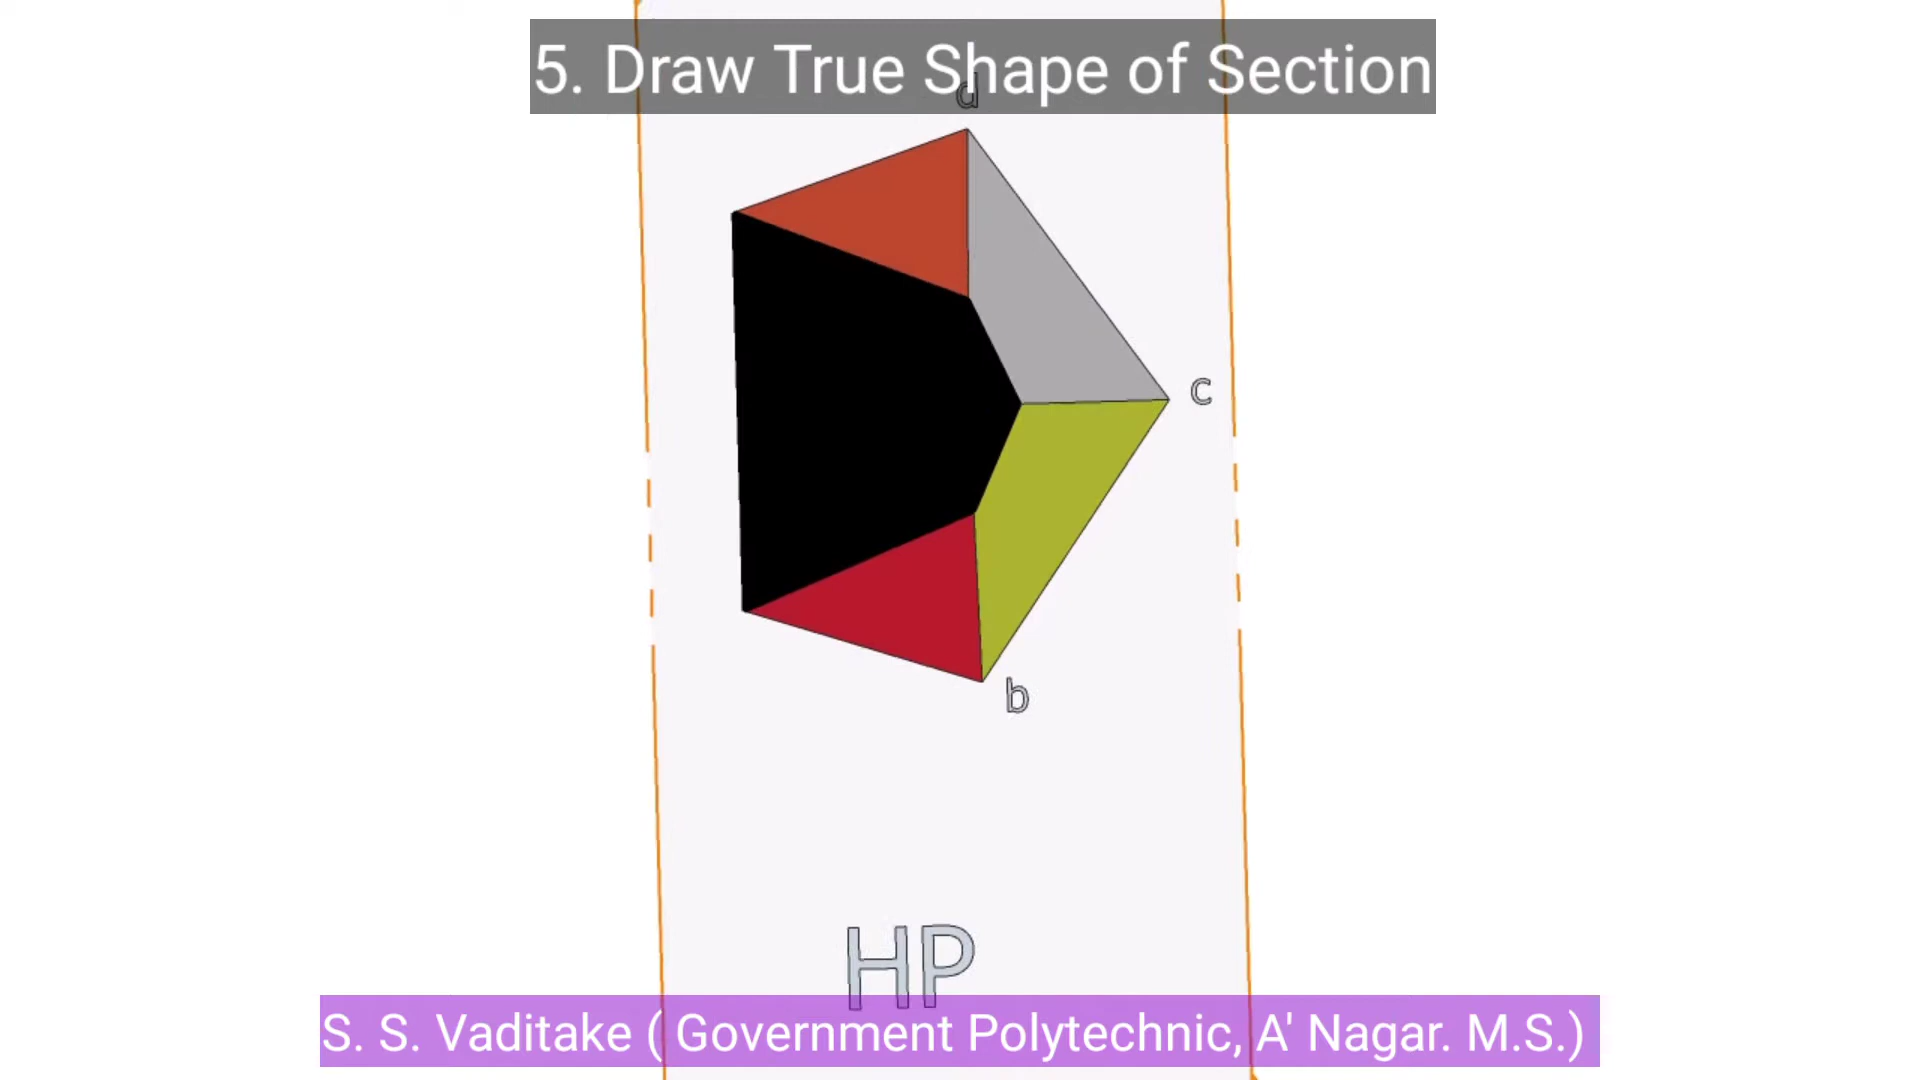 5. Draw True Shape of Section
d
c
b
HP
S. S. Vaditake ( Government Polytechnic, A' Nagar. M.S.)